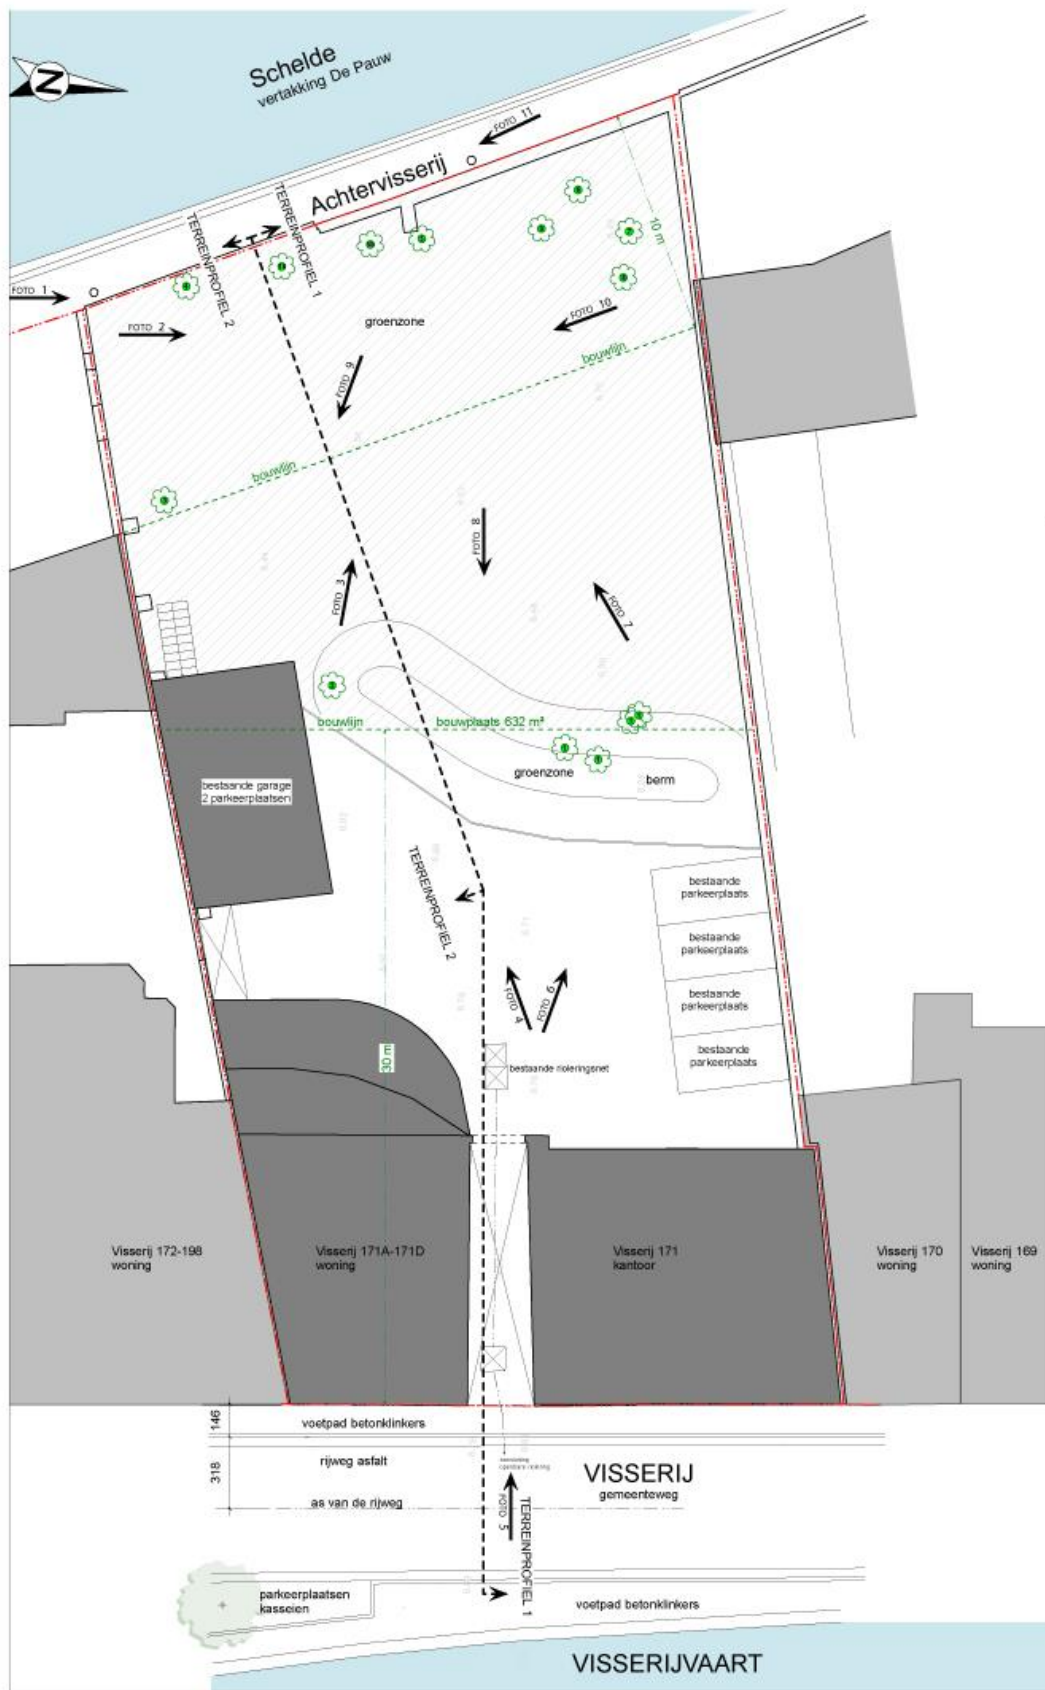 Schelde
vertakking De Pauw
N
FOTO 11
Achtervisserij
TERREINPROFIEL 1
TERREINPROFIEL 2
10 m
FOTO 1
FOTO 2
groenzone
FOTO 10
bouwlijn
FOTO 9
bouwlijn
FOTO 8
FOTO 3
FOTO 7
bouwlijn
bouwplaats 632 m²
groenzone
berm
bestaande garage
2 parkeerplaatsen
TERREINPROFIEL 2
bestaande
parkeerplaats
bestaande
parkeerplaats
bestaande
parkeerplaats
bestaande
parkeerplaats
FOTO 4
FOTO 6
30 m
bestaande rioleringsnet
Visserij 172-198
woning
Visserij 171A-171D
woning
Visserij 171
kantoor
Visserij 170
woning
Visserij 169
woning
146
voetpad betonklinkers
318
rijweg asfalt
as van de rijweg
VISSERIJ
gemeenteweg
FOTO 5
TERREINPROFIEL 1
parkeerplaatsen
kasseien
voetpad betonklinkers
VISSERIJVAART